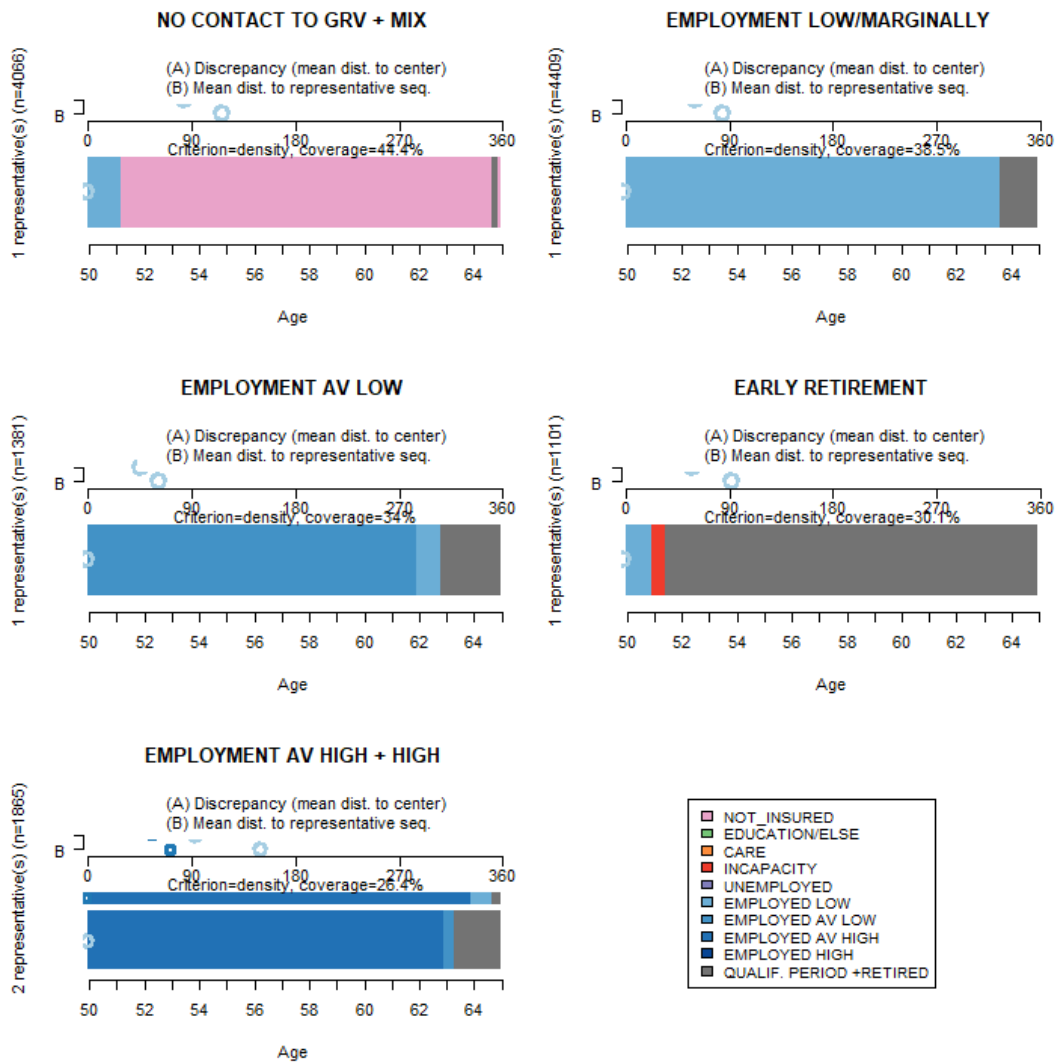 NO CONTACT TO GRV + MIX
1 representative(s) (n=4066)
(A) Discrepancy (mean dist. to center)
(B) Mean dist. to representative seq.
B
0 90 180 270 360
Criterion=density, coverage=44.4%
50 52 54 56 58 60 62 64
Age
EMPLOYMENT LOW/MARGINALLY
1 representative(s) (n=4409)
(A) Discrepancy (mean dist. to center)
(B) Mean dist. to representative seq.
B
0 90 180 270 360
Criterion=density, coverage=38.5%
50 52 54 56 58 60 62 64
Age
EMPLOYMENT AV LOW
1 representative(s) (n=1381)
(A) Discrepancy (mean dist. to center)
(B) Mean dist. to representative seq.
B
0 90 180 270 360
Criterion=density, coverage=34%
50 52 54 56 58 60 62 64
Age
EARLY RETIREMENT
1 representative(s) (n=1101)
(A) Discrepancy (mean dist. to center)
(B) Mean dist. to representative seq.
B
0 90 180 270 360
Criterion=density, coverage=30.1%
50 52 54 56 58 60 62 64
Age
EMPLOYMENT AV HIGH + HIGH
2 representative(s) (n=1865)
(A) Discrepancy (mean dist. to center)
(B) Mean dist. to representative seq.
B
0 90 180 270 360
Criterion=density, coverage=26.4%
50 52 54 56 58 60 62 64
Age
NOT_INSURED
EDUCATION/ELSE
CARE
INCAPACITY
UNEMPLOYED
EMPLOYED LOW
EMPLOYED AV LOW
EMPLOYED AV HIGH
EMPLOYED HIGH
QUALIF. PERIOD +RETIRED